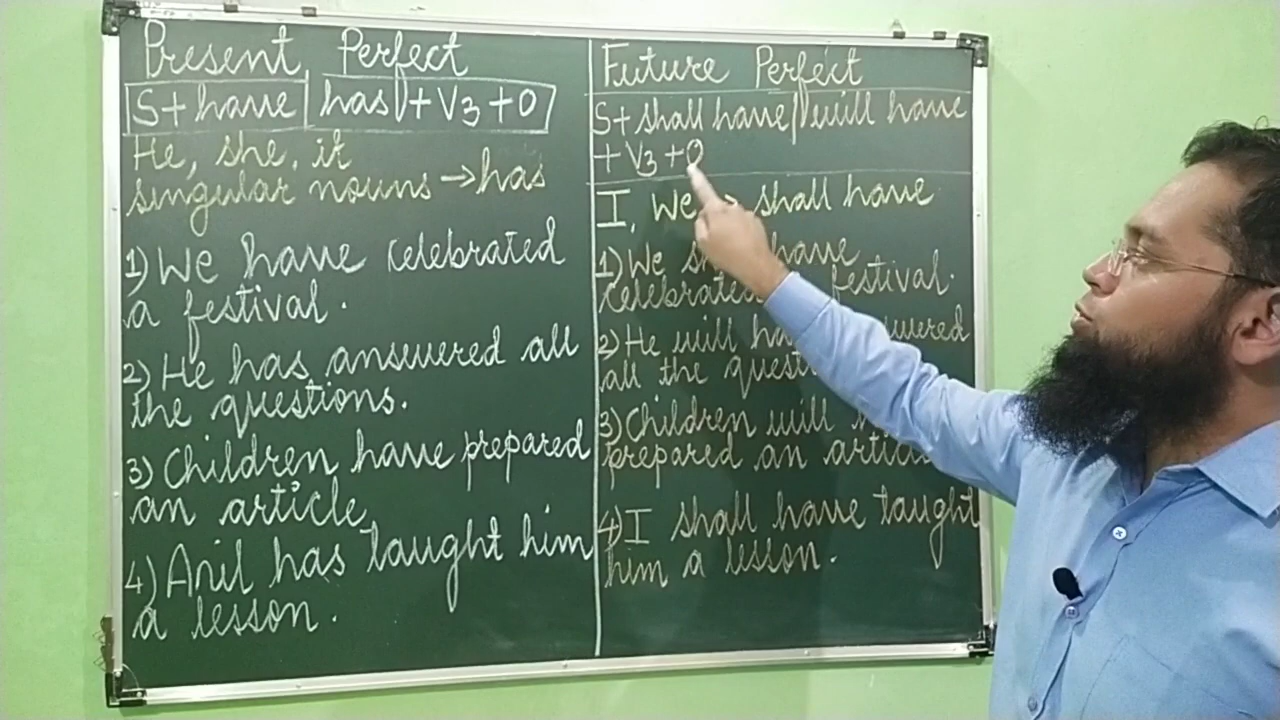 Present Perfect
S+ have / has + V3 + O
He, she, it
singular nouns → has
1) We have celebrated
a festival.
2) He has answered all
the questions.
3) Children have prepared
an article
4) Anil has taught him
a lesson.
Future Perfect
S+ shall have / will have
+ V3 + O
I, We → shall have
1) We have
celebrated festival.
2) He will
all the
3) Children will
prepared an
4) I shall have taught
him a lesson.